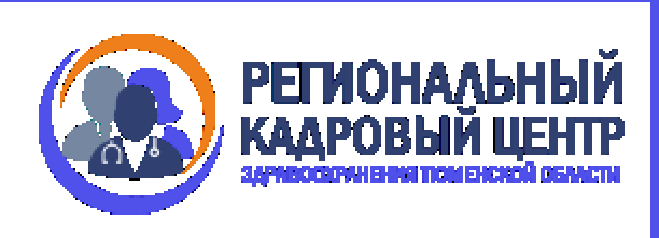 РЕГИОНАЛЬНЫЙ
КАДРОВЫЙ ЦЕНТР
ЗДРАВООХРАНЕНИЯ ТЮМЕНСКОЙ ОБЛАСТИ